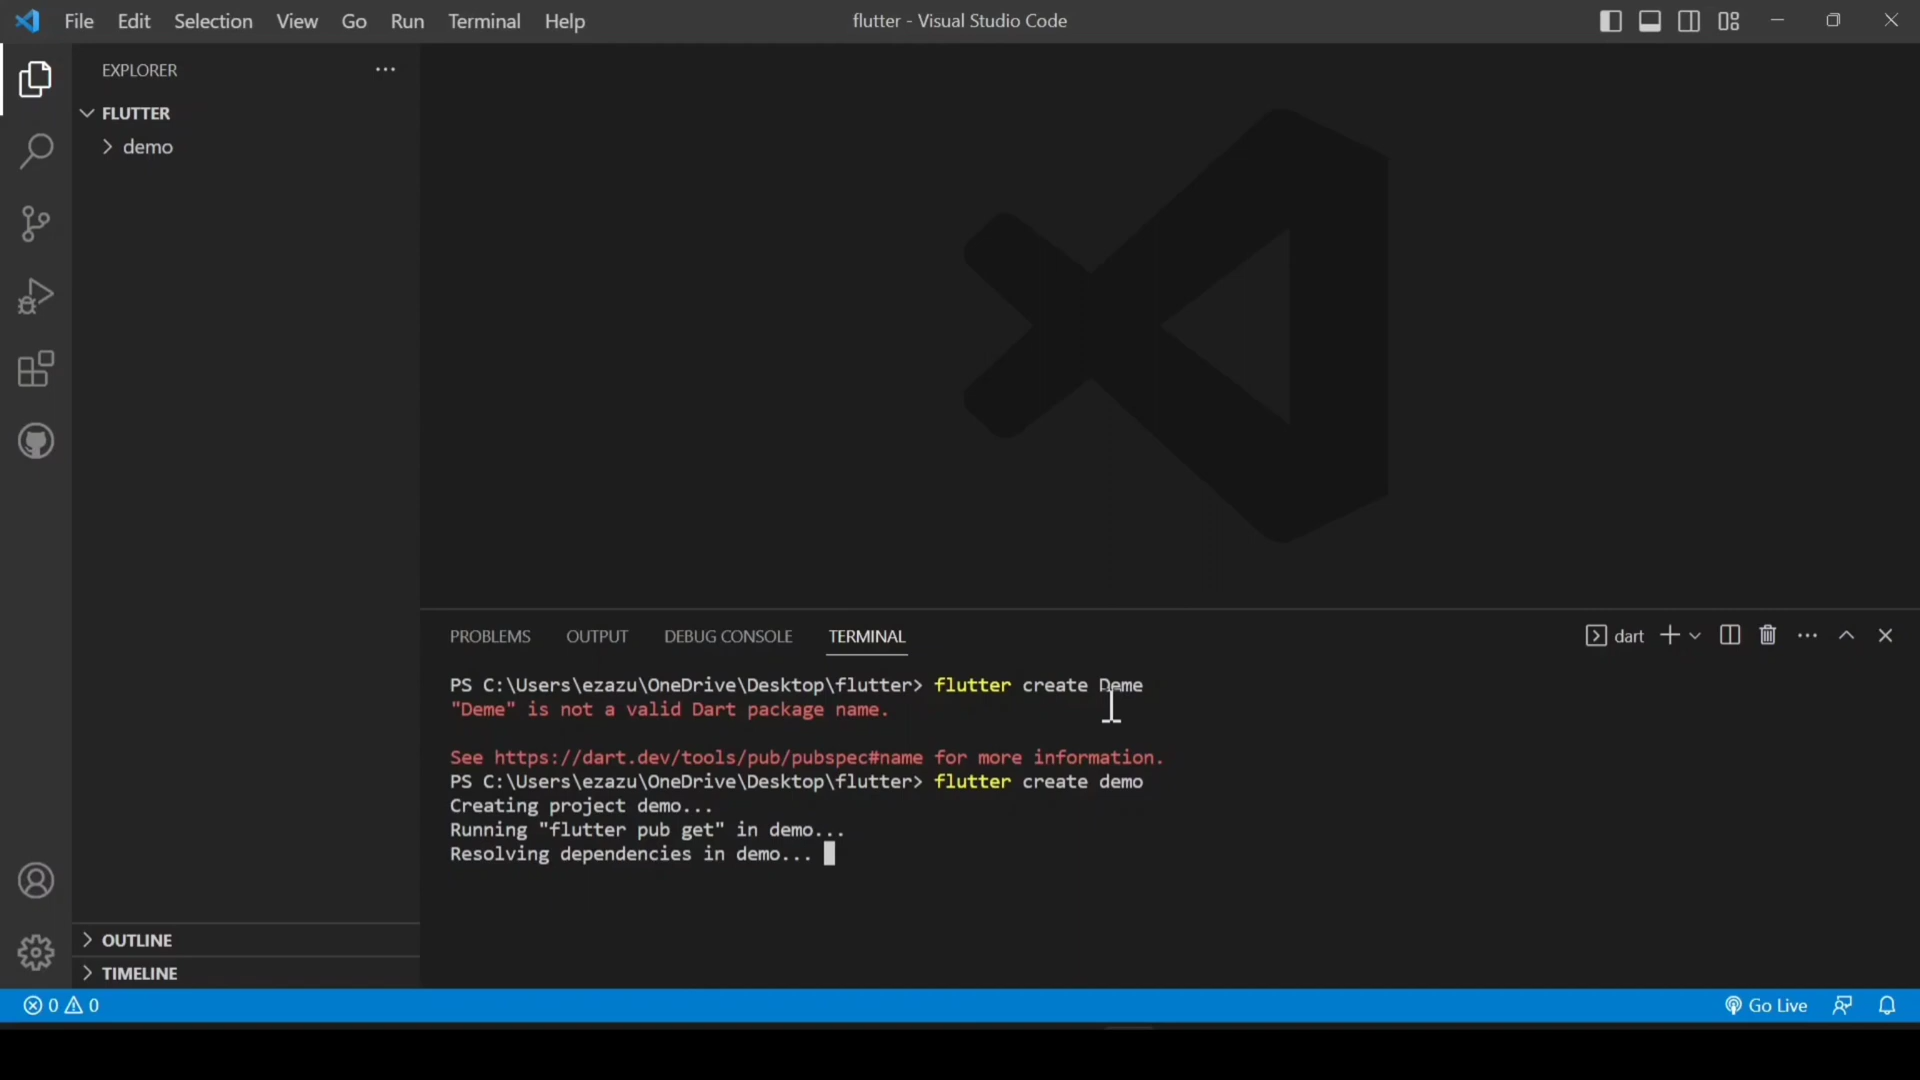 File Edit Selection View Go Run Terminal Help
flutter - Visual Studio Code
EXPLORER
FLUTTER
demo
PROBLEMS OUTPUT DEBUG CONSOLE TERMINAL
dart
PS C:\Users\ezazu\OneDrive\Desktop\flutter> flutter create Deme
"Deme" is not a valid Dart package name.
See https://dart.dev/tools/pub/pubspec#name for more information.
PS C:\Users\ezazu\OneDrive\Desktop\flutter> flutter create demo
Creating project demo...
Running "flutter pub get" in demo...
Resolving dependencies in demo...
OUTLINE
TIMELINE
0 0
Go Live